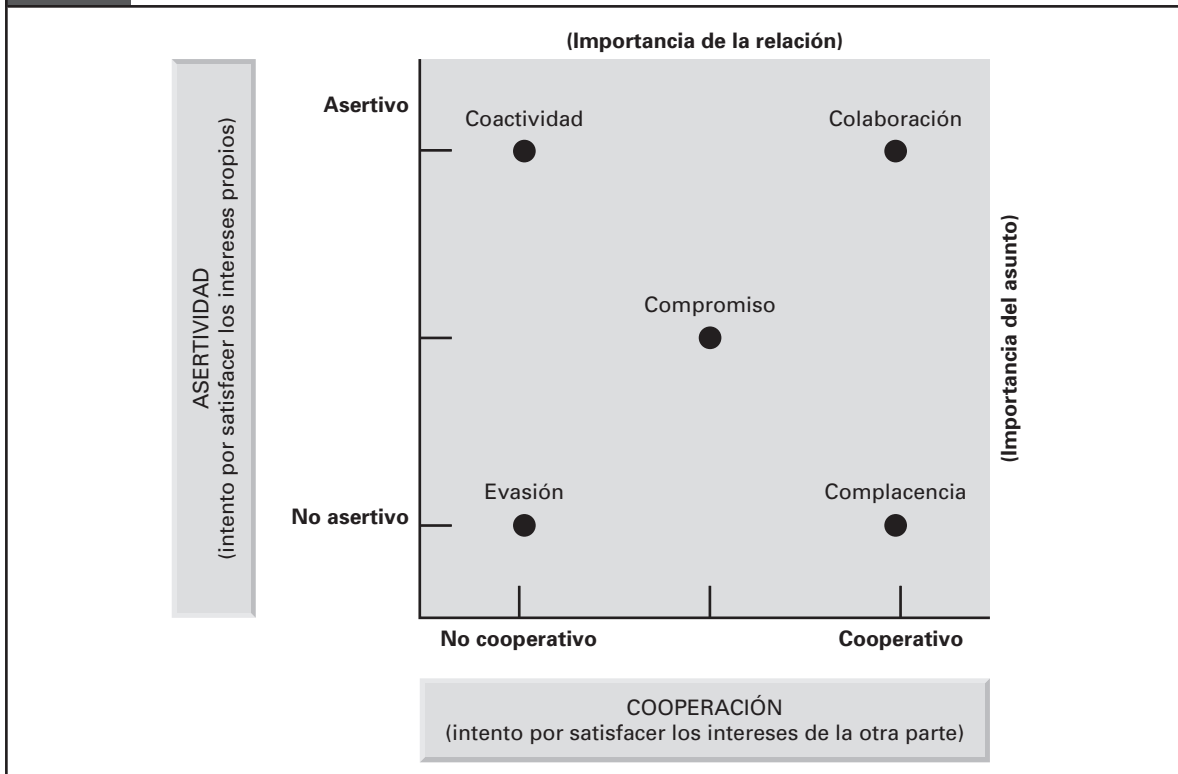 (Importancia de la relación)
Asertivo
Coactividad
Colaboración
ASERTIVIDAD
(intento por satisfacer los intereses propios)
Compromiso
(Importancia del asunto)
Evasión
Complacencia
No asertivo
No cooperativo
Cooperativo
COOPERACIÓN
(intento por satisfacer los intereses de la otra parte)